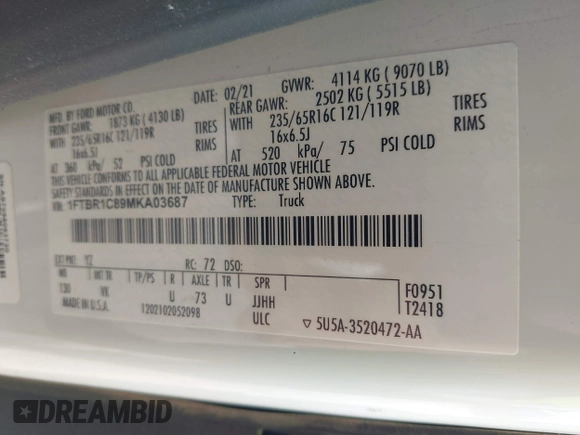 MFD. BY FORD MOTOR CO.
02/21 GVWR: 4114 KG ( 9070 LB)
FRONT GAWR: 1873 KG ( 4130 LB)
REAR GAWR: 2502 KG ( 5515 LB)
WITH 235/65R16C 121/119R TIRES
WITH 235/65R16C 121/119R TIRES
16x6.5J RIMS
16x6.5J RIMS
AT 360 kPa/ 52 PSI COLD
AT 520 kPa/ 75 PSI COLD
THIS VEHICLE CONFORMS TO ALL APPLICABLE FEDERAL MOTOR VEHICLE
SAFETY STANDARDS IN EFFECT ON THE DATE OF MANUFACTURE SHOWN ABOVE.
VIN: 1FTBR1C89MKA03687 TYPE: Truck
EXT PNT: YZ RC: 72 DSO:
WB TP/PS R AXLE TR SPR
130 VK U 73 U JJHH
MADE IN U.S.A. 1202102052098 ULC
F0951
T2418
▽ 5U5A-3520472-AA
DREAMBID